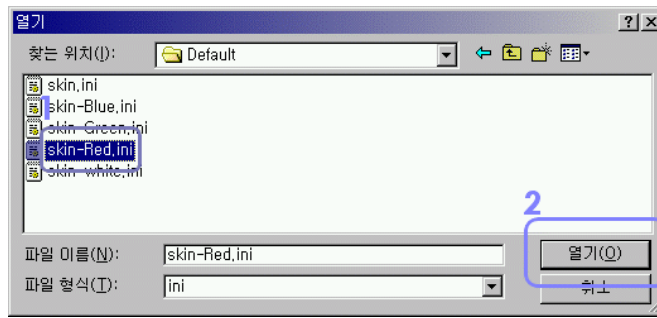 열기
찾는 위치(I): Default
skin.ini
1
skin-Blue.ini
skin-Green.ini
skin-Red.ini
skin-white.ini
2
파일 이름(N): skin-Red.ini 열기(O)
파일 형식(T): ini 취소